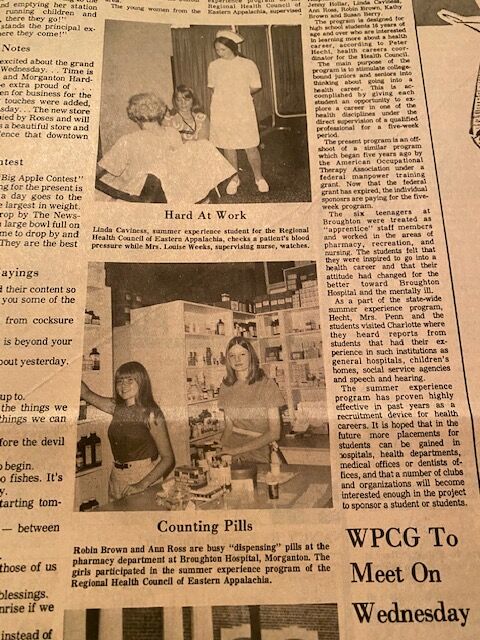 nd emptying her station
running child and
there they go!"
stands the principal ex-
ere they come!"
Notes
excited about the grand
Wednesday. . . Time is
and Morganton Hard-
e extra proud of .
en for business for the
touches were added,
day. . . The new store
pied by Roses and will
is a beautiful store and
ence that downtown
ntest
"Big Apple Contest"
ng for the present is
a day goes to the
e largest in weight.
rop by The News-
n large bowl full on
me to drop by and
They are the best
ayings
d their content so
you some of the
from cocksure
is beyond your
bout yesterday.
up to.
the things we
things we can
fore the devil
o begin.
o fishes. It's
y.
tarting tom-
— between
those of us
blessings.
nrise if we
instead of
The young women from the
Regional Health Council of
Eastern Appalachia, supervised
Hard At Work
Linda Caviness, summer experience student for the Regional
Health Council of Eastern Appalachia, checks a patient's blood
pressure while Mrs. Louise Weeks, supervising nurse, watches.
Counting Pills
Robin Brown and Ann Ross are busy "dispensing" pills at the
pharmacy department at Broughton Hospital, Morganton. The
girls participated in the summer experience program of the
Regional Health Council of Eastern Appalachia.
Jenny Hollar, Linda Caviness,
Ann Ross, Robin Brown, Kathy
Brown and Susan Berry.
The program is designed for
high school students 16 years of
age and over who are interested
in learning more about a health
career, according to Peter
Hecht, health careers coor-
dinator for the Health Council.
The main purpose of the
program is to stimulate college-
bound juniors and seniors into
thinking about going into a
health career. This is ac-
complished by giving each
student an opportunity to ex-
plore a career in one of the
health disciplines under the
direct supervision of a qualified
professional for a five-week
period.
The present program is an off-
shoot of a similar program
which began five years ago by
the American Occupational
Therapy Association under a
federal manpower training
grant. Now that the federal
grant has expired, the individual
sponsors are paying for the five-
week program.
The six teenagers at
Broughton were treated as
"apprentice" staff members
and worked in the areas of
pharmacy, recreation, and
nursing. The students felt that
they were inspired to go into a
health career and that their
attitude had changed for the
better toward Broughton
Hospital and the mentally ill.
As a part of the state-wide
summer experience program,
Hecht, Mrs. Penn and the
students visited Charlotte where
they heard reports from
students that had their ex-
perience in such institutions as
general hospitals, children's
homes, social service agencies
and speech and hearing.
The summer experience
program has proven highly
effective in past years as a
recruitment device for health
careers. It is hoped that in the
future more placements for
students can be gained in
hospitals, health departments,
medical offices or dentists of-
fices, and that a number of clubs
and organizations will become
interested enough in the project
to sponsor a student or students.
WPCG To
Meet On
Wednesday